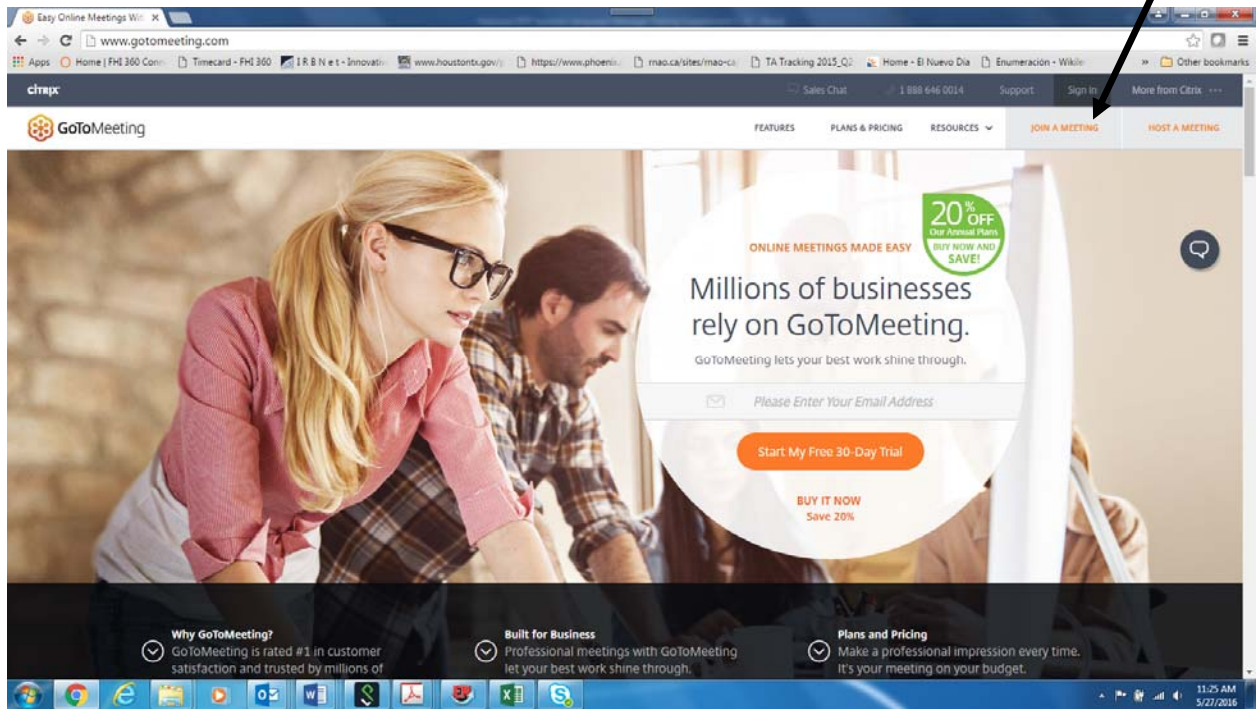 Easy Online Meetings Wit
www.gotomeeting.com
Apps Home | FHI 360 Conn Timecard - FHI 360 I R B N e t - Innovativ www.houstontx.gov/p https://www.phoenix. rnao.ca/sites/rnao-ca TA Tracking 2015_Q2 Home - El Nuevo Dia Enumeración - Wikile » Other bookmarks
citrix Sales Chat 1 888 646 0014 Support Sign In More from Citrix ...
GoToMeeting FEATURES PLANS & PRICING RESOURCES JOIN A MEETING HOST A MEETING
20% OFF
Our Annual Plans
BUY NOW AND
SAVE!
ONLINE MEETINGS MADE EASY
Millions of businesses
rely on GoToMeeting.
GoToMeeting lets your best work shine through.
Please Enter Your Email Address
Start My Free 30-Day Trial
BUY IT NOW
Save 20%
Why GoToMeeting?
GoToMeeting is rated #1 in customer
satisfaction and trusted by millions of
Built for Business
Professional meetings with GoToMeeting
let your best work shine through.
Plans and Pricing
Make a professional impression every time.
It's your meeting on your budget.
11:25 AM
5/27/2016